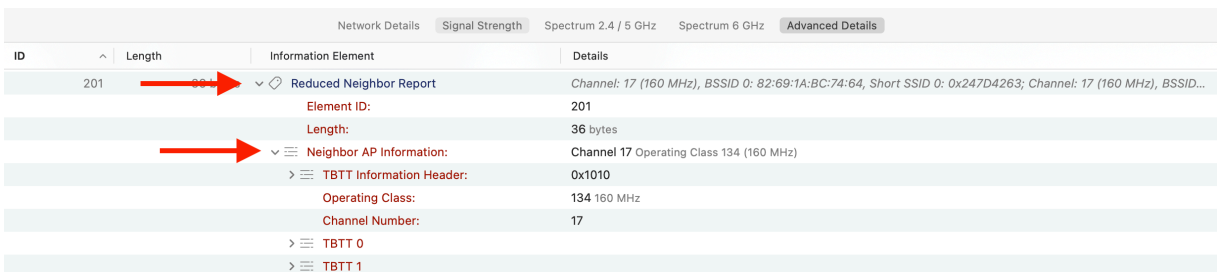 Network Details Signal Strength Spectrum 2.4 / 5 GHz Spectrum 6 GHz Advanced Details
ID Length Information Element Details
201 Reduced Neighbor Report Channel: 17 (160 MHz), BSSID 0: 82:69:1A:BC:74:64, Short SSID 0: 0x247D4263; Channel: 17 (160 MHz), BSSID...
Element ID: 201
Length: 36 bytes
Neighbor AP Information: Channel 17 Operating Class 134 (160 MHz)
TBTT Information Header: 0x1010
Operating Class: 134 160 MHz
Channel Number: 17
TBTT 0
TBTT 1